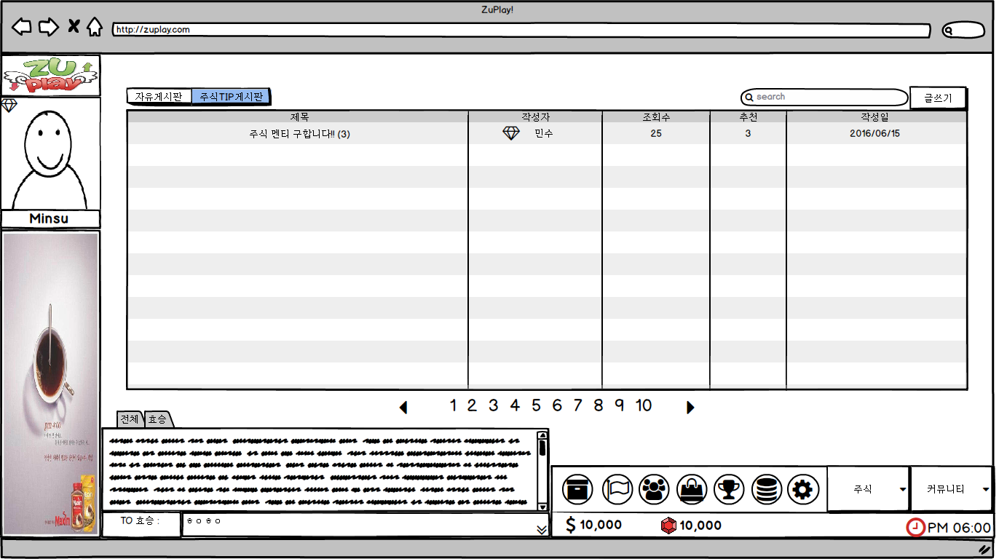 ZuPlay!
http://zuplay.com
ZU
Play
자유게시판 주식TIP게시판 search 글쓰기
제목 작성자 조회수 추천 작성일
주식 멘티 구합니다!! (3) 민수 25 3 2016/06/15
Minsu
1 2 3 4 5 6 7 8 9 10
전체 효승
주식 커뮤니티
TO 효승 : ㅎㅇㅎㅇ
$ 10,000 10,000 PM 06:00
Maxim